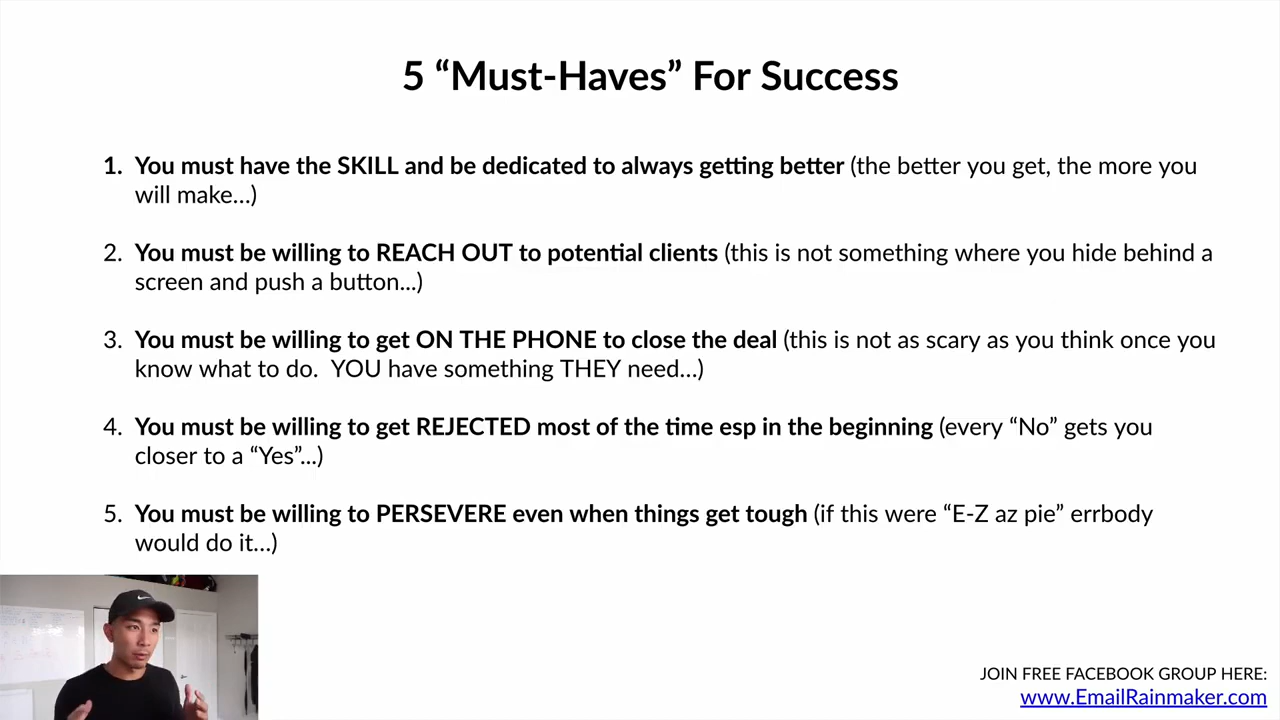 5 “Must-Haves” For Success
1. You must have the SKILL and be dedicated to always getting better (the better you get, the more you
will make...)
2. You must be willing to REACH OUT to potential clients (this is not something where you hide behind a
screen and push a button...)
3. You must be willing to get ON THE PHONE to close the deal (this is not as scary as you think once you
know what to do.  YOU have something THEY need...)
4. You must be willing to get REJECTED most of the time esp in the beginning (every “No” gets you
closer to a “Yes”...)
5. You must be willing to PERSEVERE even when things get tough (if this were “E-Z az pie” errbody
would do it...)
JOIN FREE FACEBOOK GROUP HERE:
www.EmailRainmaker.com